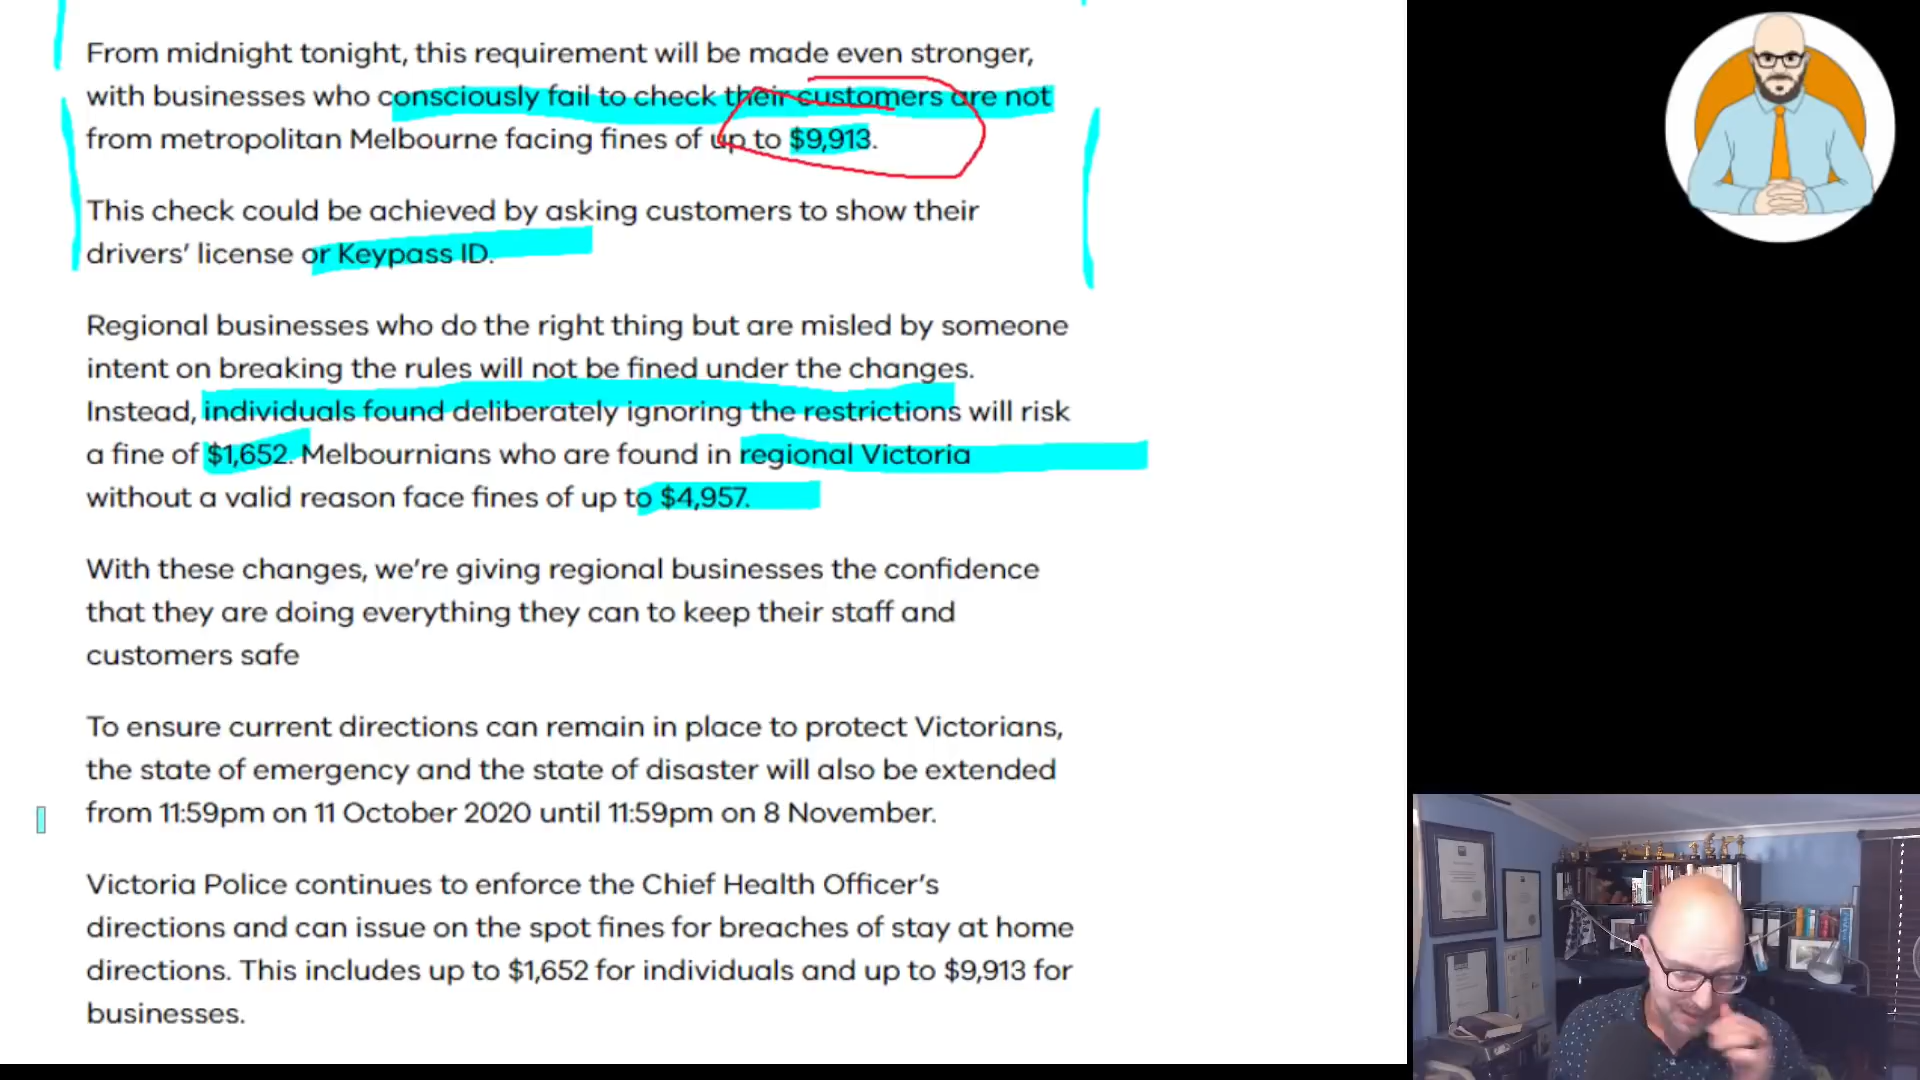 From midnight tonight, this requirement will be made even stronger,
with businesses who consciously fail to check their customers are not
from metropolitan Melbourne facing fines of up to $9,913.
This check could be achieved by asking customers to show their
drivers’ license or Keypass ID.
Regional businesses who do the right thing but are misled by someone
intent on breaking the rules will not be fined under the changes.
Instead, individuals found deliberately ignoring the restrictions will risk
a fine of $1,652. Melbournians who are found in regional Victoria
without a valid reason face fines of up to $4,957.
With these changes, we’re giving regional businesses the confidence
that they are doing everything they can to keep their staff and
customers safe
To ensure current directions can remain in place to protect Victorians,
the state of emergency and the state of disaster will also be extended
from 11:59pm on 11 October 2020 until 11:59pm on 8 November.
Victoria Police continues to enforce the Chief Health Officer’s
directions and can issue on the spot fines for breaches of stay at home
directions. This includes up to $1,652 for individuals and up to $9,913 for
businesses.